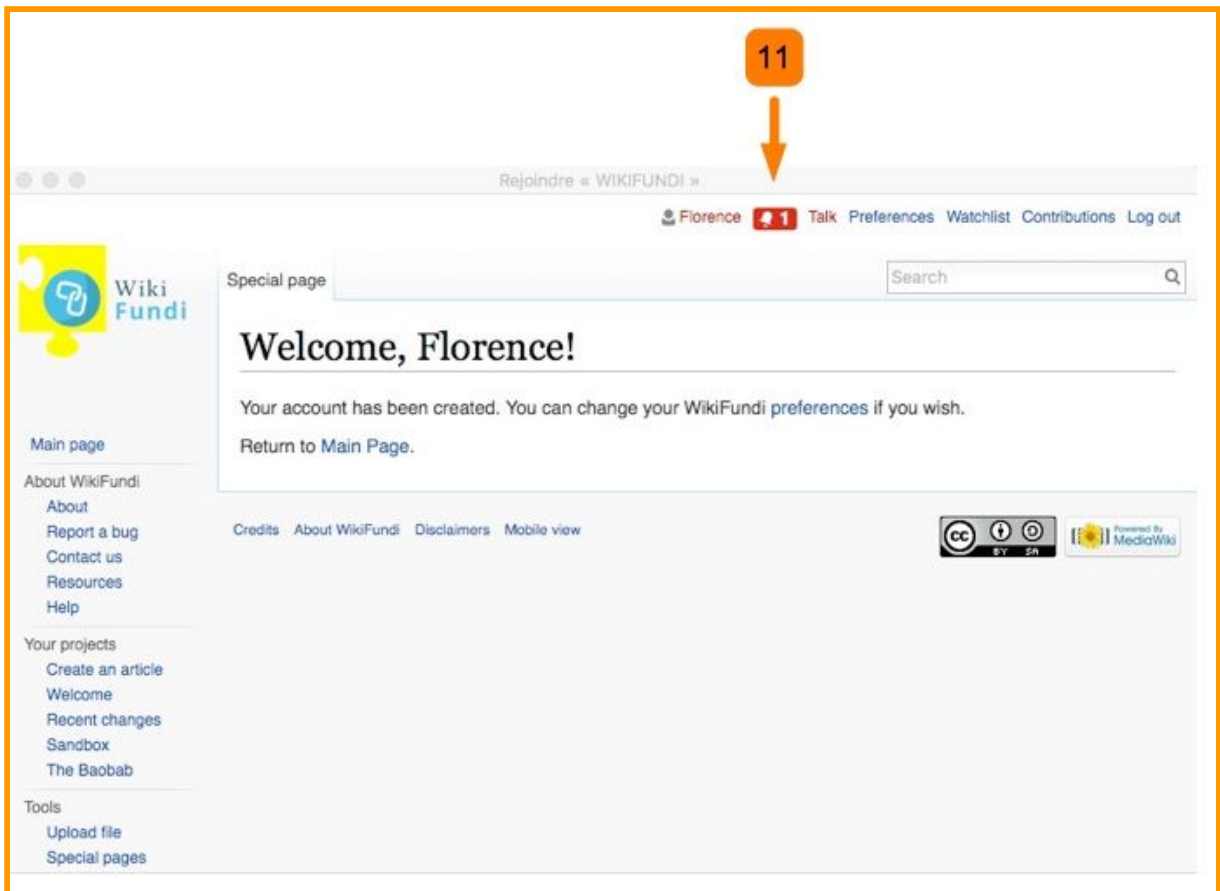 11
Rejoindre « WIKIFUNDI »
Florence 1 Talk Preferences Watchlist Contributions Log out
Wiki
Fundi
Special page
Search
Welcome, Florence!
Your account has been created. You can change your WikiFundi preferences if you wish.
Return to Main Page.
Main page
About WikiFundi
About
Report a bug
Contact us
Resources
Help
Your projects
Create an article
Welcome
Recent changes
Sandbox
The Baobab
Tools
Upload file
Special pages
Credits About WikiFundi Disclaimers Mobile view
cc BY SA
Powered By
MediaWiki